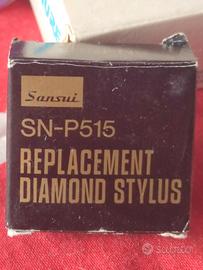 Sansui
SN-P515
REPLACEMENT
DIAMOND STYLUS